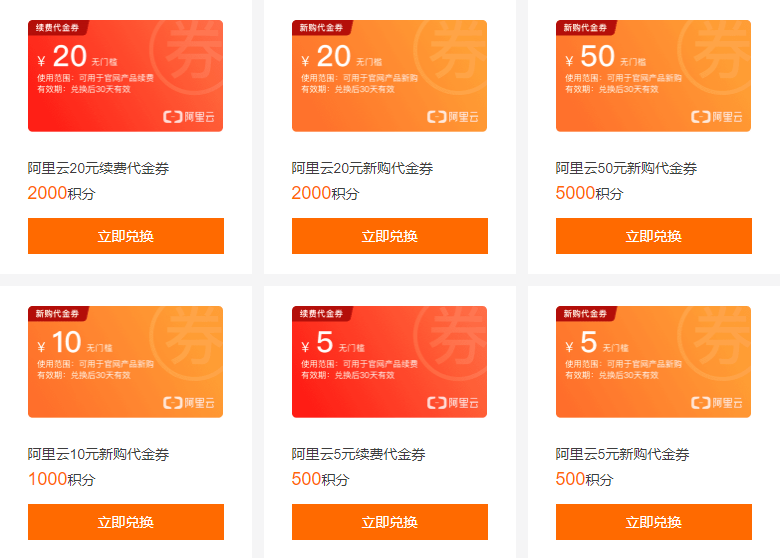 续费代金券
¥ 20 无门槛
使用范围：可用于官网产品续费
有效期：兑换后30天有效
券
阿里云
阿里云20元续费代金券
2000积分
立即兑换
新购代金券
¥ 20 无门槛
使用范围：可用于官网产品新购
有效期：兑换后30天有效
券
阿里云
阿里云20元新购代金券
2000积分
立即兑换
新购代金券
¥ 50 无门槛
使用范围：可用于官网产品新购
有效期：兑换后30天有效
券
阿里云
阿里云50元新购代金券
5000积分
立即兑换
新购代金券
¥ 10 无门槛
使用范围：可用于官网产品新购
有效期：兑换后30天有效
券
阿里云
阿里云10元新购代金券
1000积分
立即兑换
续费代金券
¥ 5 无门槛
使用范围：可用于官网产品续费
有效期：兑换后30天有效
券
阿里云
阿里云5元续费代金券
500积分
立即兑换
新购代金券
¥ 5 无门槛
使用范围：可用于官网产品新购
有效期：兑换后30天有效
券
阿里云
阿里云5元新购代金券
500积分
立即兑换